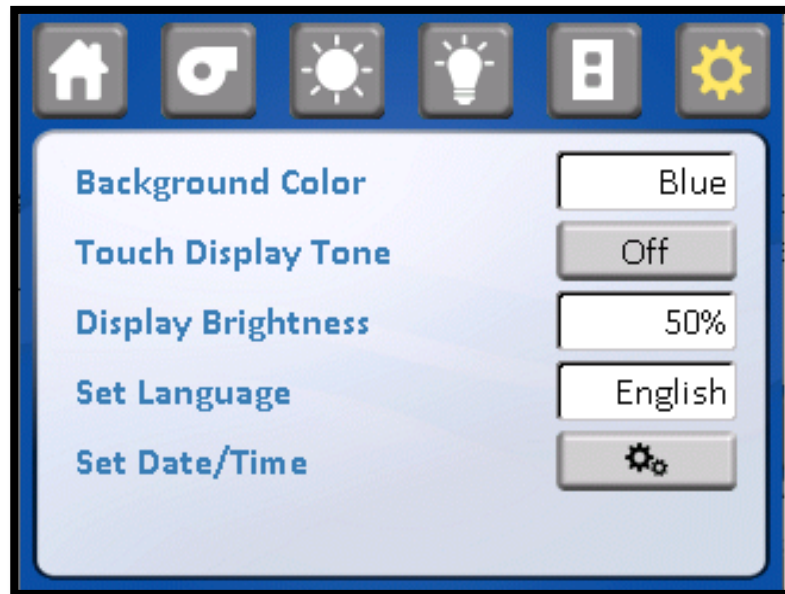 Background Color
Blue
Touch Display Tone
Off
Display Brightness
50%
Set Language
English
Set Date/Time